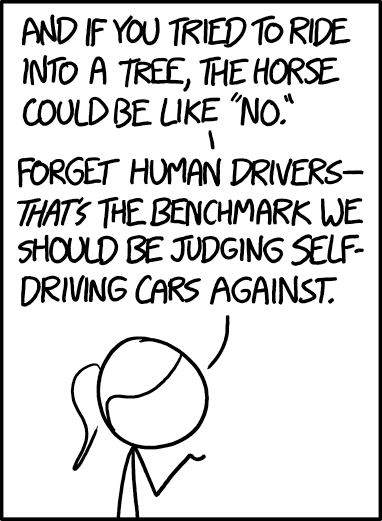 AND IF YOU TRIED TO RIDE
INTO A TREE, THE HORSE
COULD BE LIKE "NO."
FORGET HUMAN DRIVERS—
THAT'S THE BENCHMARK WE
SHOULD BE JUDGING SELF-
DRIVING CARS AGAINST.